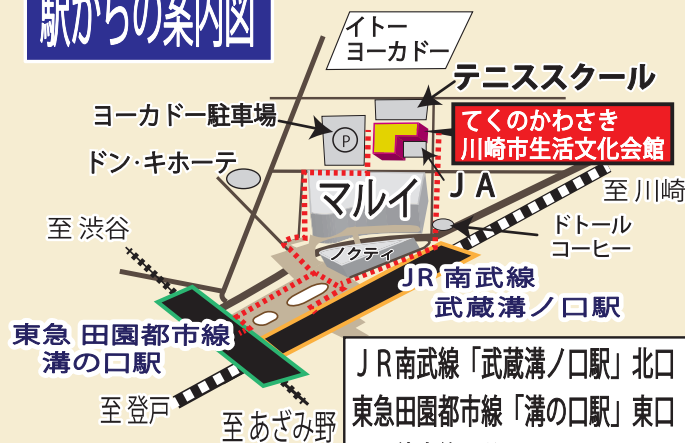 駅からの案内図
イトー
ヨーカドー
テニススクール
ヨーカドー駐車場
P
てくのかわさき
川崎市生活文化会館
ドン・キホーテ
JA
マルイ
至 川崎
至 渋谷
ドトール
コーヒー
ノクティ
JR 南武線
武蔵溝ノ口駅
東急 田園都市線
溝の口駅
JR南武線「武蔵溝ノ口駅」北口
至 登戸
東急田園都市線「溝の口駅」東口
至 あざみ野